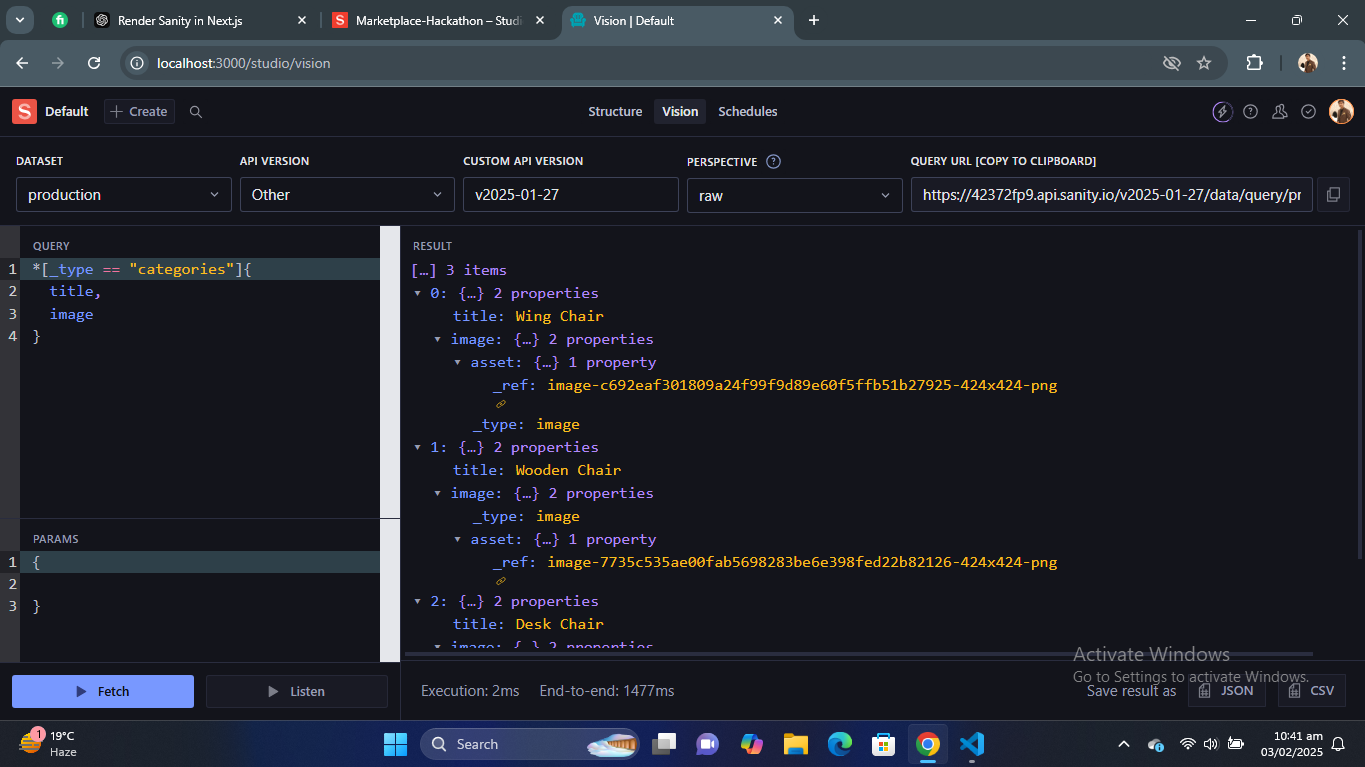 Render Sanity in Next.js
Marketplace-Hackathon – Studi
Vision | Default
localhost:3000/studio/vision
S Default
+ Create
Structure
Vision
Schedules
DATASET
API VERSION
CUSTOM API VERSION
PERSPECTIVE ?
QUERY URL [COPY TO CLIPBOARD]
production
Other
v2025-01-27
raw
https://42372fp9.api.sanity.io/v2025-01-27/data/query/pr
QUERY
1 *[_type == "categories"]{
2 title,
3 image
4 }
PARAMS
1 {
2
3 }
Fetch
Listen
RESULT
[…] 3 items
0: {…} 2 properties
title: Wing Chair
image: {…} 2 properties
asset: {…} 1 property
_ref: image-c692eaf301809a24f99f9d89e60f5ffb51b27925-424x424-png
_type: image
1: {…} 2 properties
title: Wooden Chair
image: {…} 2 properties
_type: image
asset: {…} 1 property
_ref: image-7735c535ae00fab5698283be6e398fed22b82126-424x424-png
2: {…} 2 properties
title: Desk Chair
image: {…} 2 properties
Execution: 2ms End-to-end: 1477ms
Save result as
JSON
CSV
Activate Windows
Go to Settings to activate Windows.
1
19°C
Haze
Search
10:41 am
03/02/2025